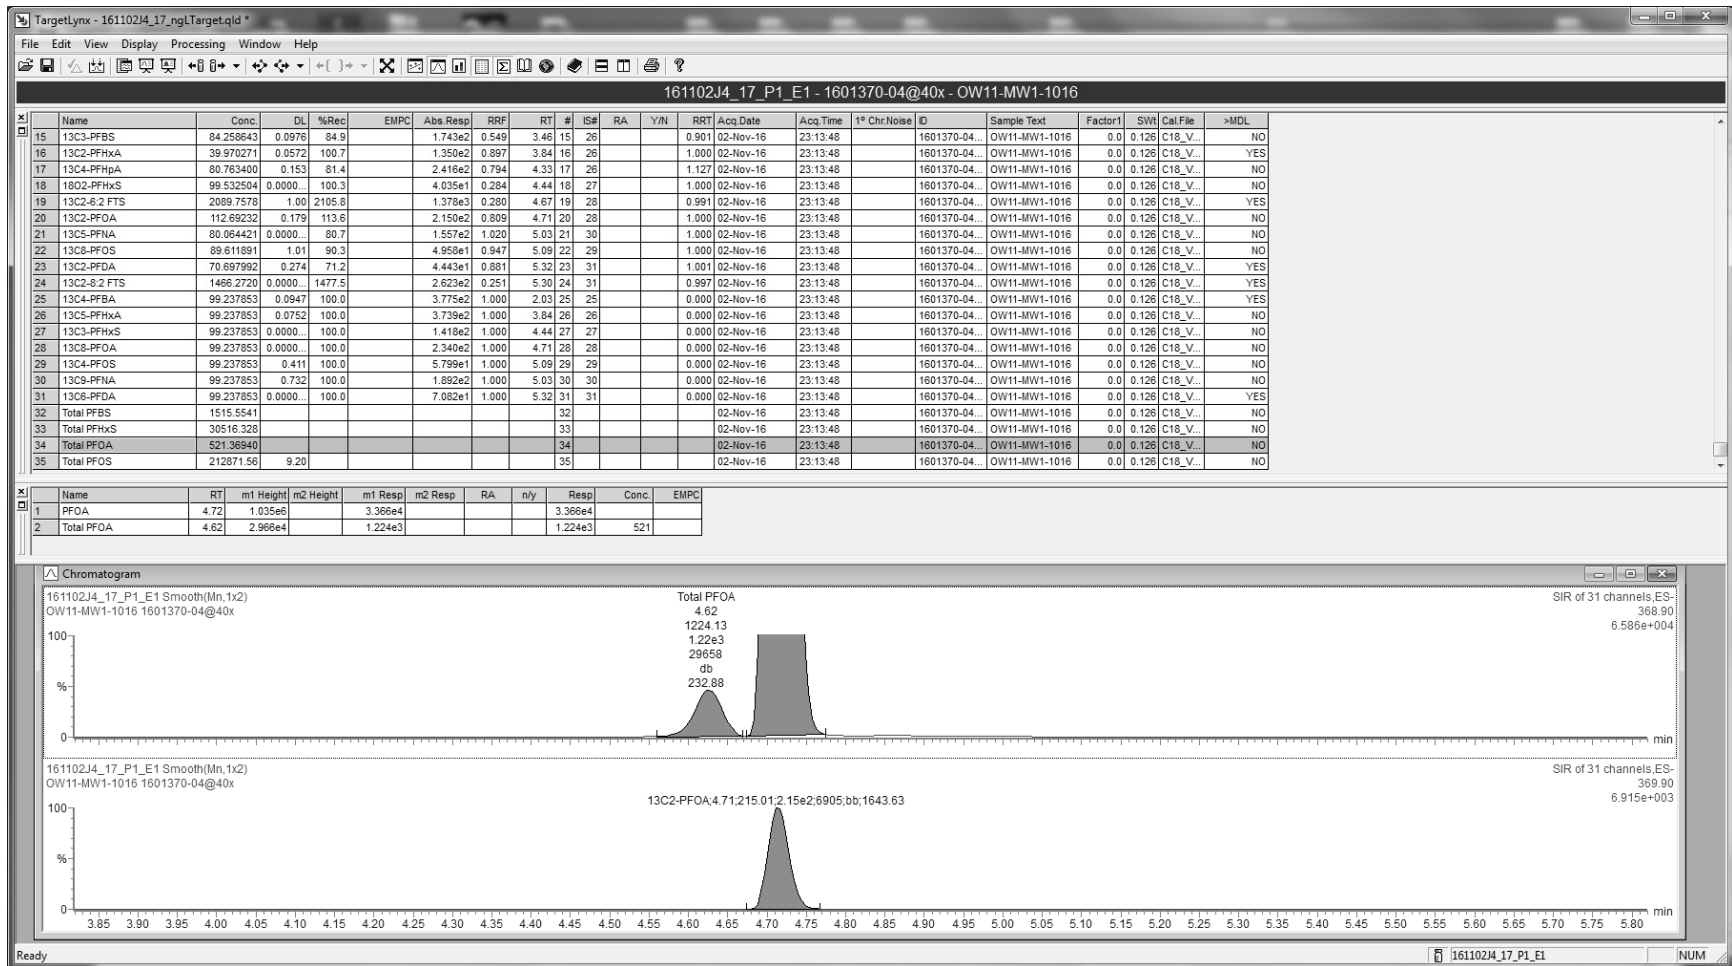 TargetLynx - 161102J4_17_ngLTarget.qld *
File Edit View Display Processing Window Help
161102J4_17_P1_E1 - 1601370-04@40x - OW11-MW1-1016
Name Conc. DL %Rec EMPC Abs.Resp RRF RT # IS# RA Y/N RRT Acq.Date Acq.Time 1° Chr.Noise ID Sample Text Factor1 SWt Cal.File >MDL
15 13C3-PFBS 84.258643 0.0976 84.9 1.743e2 0.549 3.46 15 26 0.901 02-Nov-16 23:13:48 1601370-04... OW11-MW1-1016 0.0 0.126 C18_V... NO
16 13C2-PFHxA 39.970271 0.0572 100.7 1.350e2 0.897 3.84 16 26 1.000 02-Nov-16 23:13:48 1601370-04... OW11-MW1-1016 0.0 0.126 C18_V... YES
17 13C4-PFHpA 80.763400 0.153 81.4 2.416e2 0.794 4.33 17 26 1.127 02-Nov-16 23:13:48 1601370-04... OW11-MW1-1016 0.0 0.126 C18_V... NO
18 18O2-PFHxS 99.532504 0.0000... 100.3 4.035e1 0.284 4.44 18 27 1.000 02-Nov-16 23:13:48 1601370-04... OW11-MW1-1016 0.0 0.126 C18_V... NO
19 13C2-6:2 FTS 2089.7578 1.00 2105.8 1.378e3 0.280 4.67 19 28 0.991 02-Nov-16 23:13:48 1601370-04... OW11-MW1-1016 0.0 0.126 C18_V... YES
20 13C2-PFOA 112.69232 0.179 113.6 2.150e2 0.809 4.71 20 28 1.000 02-Nov-16 23:13:48 1601370-04... OW11-MW1-1016 0.0 0.126 C18_V... NO
21 13C5-PFNA 80.064421 0.0000... 80.7 1.557e2 1.020 5.03 21 30 1.000 02-Nov-16 23:13:48 1601370-04... OW11-MW1-1016 0.0 0.126 C18_V... NO
22 13C8-PFOS 89.611891 1.01 90.3 4.958e1 0.947 5.09 22 29 1.000 02-Nov-16 23:13:48 1601370-04... OW11-MW1-1016 0.0 0.126 C18_V... NO
23 13C2-PFDA 70.697992 0.274 71.2 4.443e1 0.881 5.32 23 31 1.001 02-Nov-16 23:13:48 1601370-04... OW11-MW1-1016 0.0 0.126 C18_V... YES
24 13C2-8:2 FTS 1466.2720 0.0000... 1477.5 2.623e2 0.251 5.30 24 31 0.997 02-Nov-16 23:13:48 1601370-04... OW11-MW1-1016 0.0 0.126 C18_V... YES
25 13C4-PFBA 99.237853 0.0947 100.0 3.775e2 1.000 2.03 25 25 0.000 02-Nov-16 23:13:48 1601370-04... OW11-MW1-1016 0.0 0.126 C18_V... YES
26 13C5-PFHxA 99.237853 0.0752 100.0 3.739e2 1.000 3.84 26 26 0.000 02-Nov-16 23:13:48 1601370-04... OW11-MW1-1016 0.0 0.126 C18_V... NO
27 13C3-PFHxS 99.237853 0.0000... 100.0 1.418e2 1.000 4.44 27 27 0.000 02-Nov-16 23:13:48 1601370-04... OW11-MW1-1016 0.0 0.126 C18_V... NO
28 13C8-PFOA 99.237853 0.0000... 100.0 2.340e2 1.000 4.71 28 28 0.000 02-Nov-16 23:13:48 1601370-04... OW11-MW1-1016 0.0 0.126 C18_V... NO
29 13C4-PFOS 99.237853 0.411 100.0 5.799e1 1.000 5.09 29 29 0.000 02-Nov-16 23:13:48 1601370-04... OW11-MW1-1016 0.0 0.126 C18_V... NO
30 13C9-PFNA 99.237853 0.732 100.0 1.892e2 1.000 5.03 30 30 0.000 02-Nov-16 23:13:48 1601370-04... OW11-MW1-1016 0.0 0.126 C18_V... NO
31 13C6-PFDA 99.237853 0.0000... 100.0 7.082e1 1.000 5.32 31 31 0.000 02-Nov-16 23:13:48 1601370-04... OW11-MW1-1016 0.0 0.126 C18_V... YES
32 Total PFBS 1515.5541 32 02-Nov-16 23:13:48 1601370-04... OW11-MW1-1016 0.0 0.126 C18_V... NO
33 Total PFHxS 30516.328 33 02-Nov-16 23:13:48 1601370-04... OW11-MW1-1016 0.0 0.126 C18_V... NO
34 Total PFOA 521.36940 34 02-Nov-16 23:13:48 1601370-04... OW11-MW1-1016 0.0 0.126 C18_V... NO
35 Total PFOS 212871.56 9.20 35 02-Nov-16 23:13:48 1601370-04... OW11-MW1-1016 0.0 0.126 C18_V... NO
Name RT m1 Height m2 Height m1 Resp m2 Resp RA n/y Resp Conc. EMPC
1 PFOA 4.72 1.035e6 3.366e4 3.366e4
2 Total PFOA 4.62 2.966e4 1.224e3 1.224e3 521
Chromatogram
161102J4_17_P1_E1 Smooth(Mn,1x2)
OW11-MW1-1016 1601370-04@40x
SIR of 31 channels,ES-
368.90
6.586e+004
Total PFOA
4.62
1224.13
1.22e3
29658
db
232.88
100
%
0
min
161102J4_17_P1_E1 Smooth(Mn,1x2)
OW11-MW1-1016 1601370-04@40x
SIR of 31 channels,ES-
369.90
6.915e+003
13C2-PFOA;4.71;215.01;2.15e2;6905;bb;1643.63
100
%
0
min
3.85 3.90 3.95 4.00 4.05 4.10 4.15 4.20 4.25 4.30 4.35 4.40 4.45 4.50 4.55 4.60 4.65 4.70 4.75 4.80 4.85 4.90 4.95 5.00 5.05 5.10 5.15 5.20 5.25 5.30 5.35 5.40 5.45 5.50 5.55 5.60 5.65 5.70 5.75 5.80
Ready
161102J4_17_P1_E1
NUM